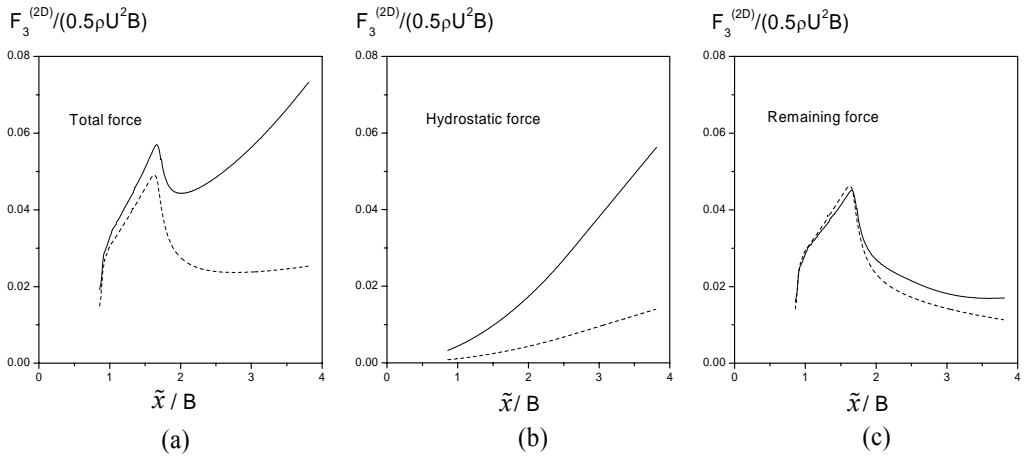 F₃⁽²ᴰ⁾/(0.5ρU²B)
0.08
0.06
0.04
0.02
0.00
Total force
0 1 2 3 4
x̃ / B
(a)
F₃⁽²ᴰ⁾/(0.5ρU²B)
0.08
0.06
0.04
0.02
0.00
Hydrostatic force
0 1 2 3 4
x̃ / B
(b)
F₃⁽²ᴰ⁾/(0.5ρU²B)
0.08
0.06
0.04
0.02
0.00
Remaining force
0 1 2 3 4
x̃ / B
(c)